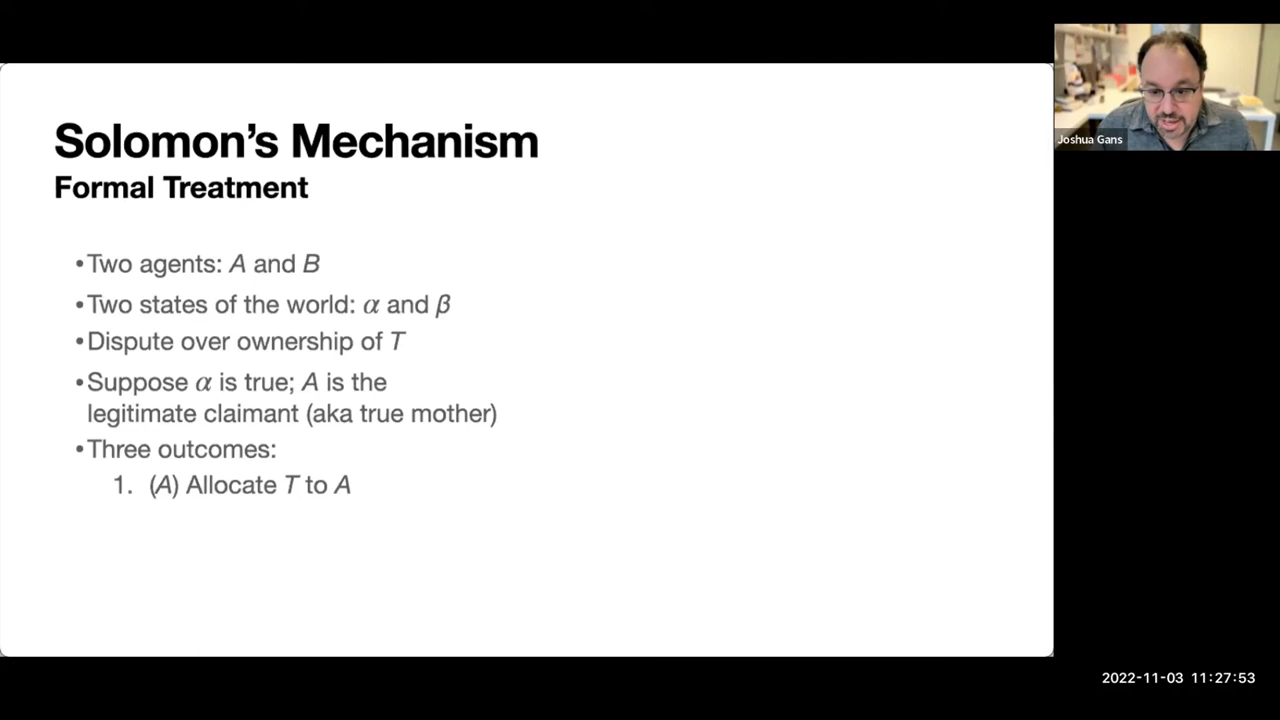 Solomon's Mechanism
Formal Treatment
•Two agents: A and B
•Two states of the world: α and β
•Dispute over ownership of T
•Suppose α is true; A is the
legitimate claimant (aka true mother)
•Three outcomes:
1. (A) Allocate T to A
Joshua Gans
2022-11-03 11:27:53